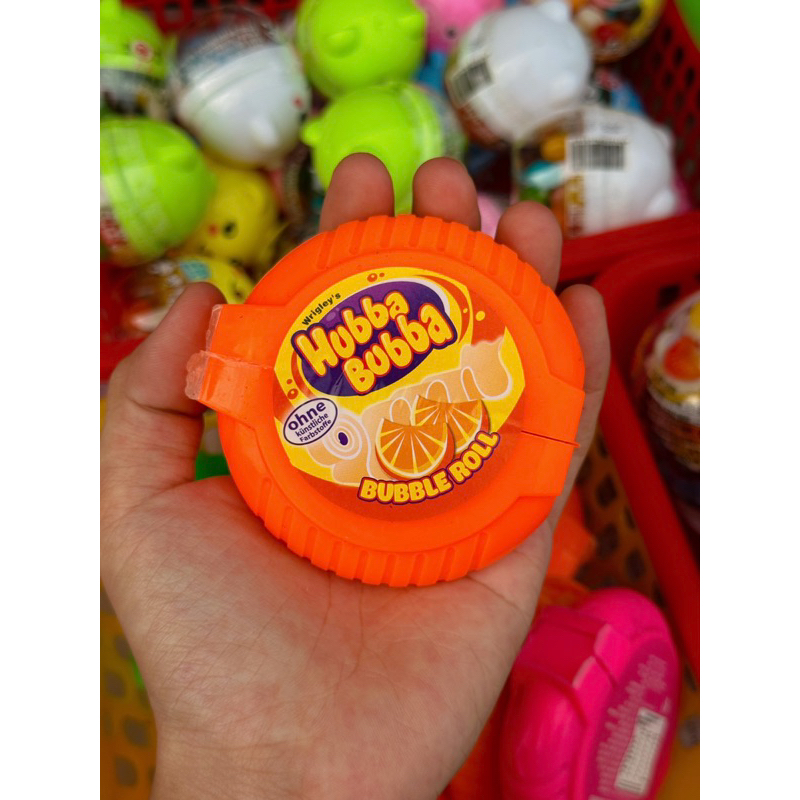 Wrigley's
Hubba
Bubba
ohne
künstliche
Farbstoffe
BUBBLE ROLL